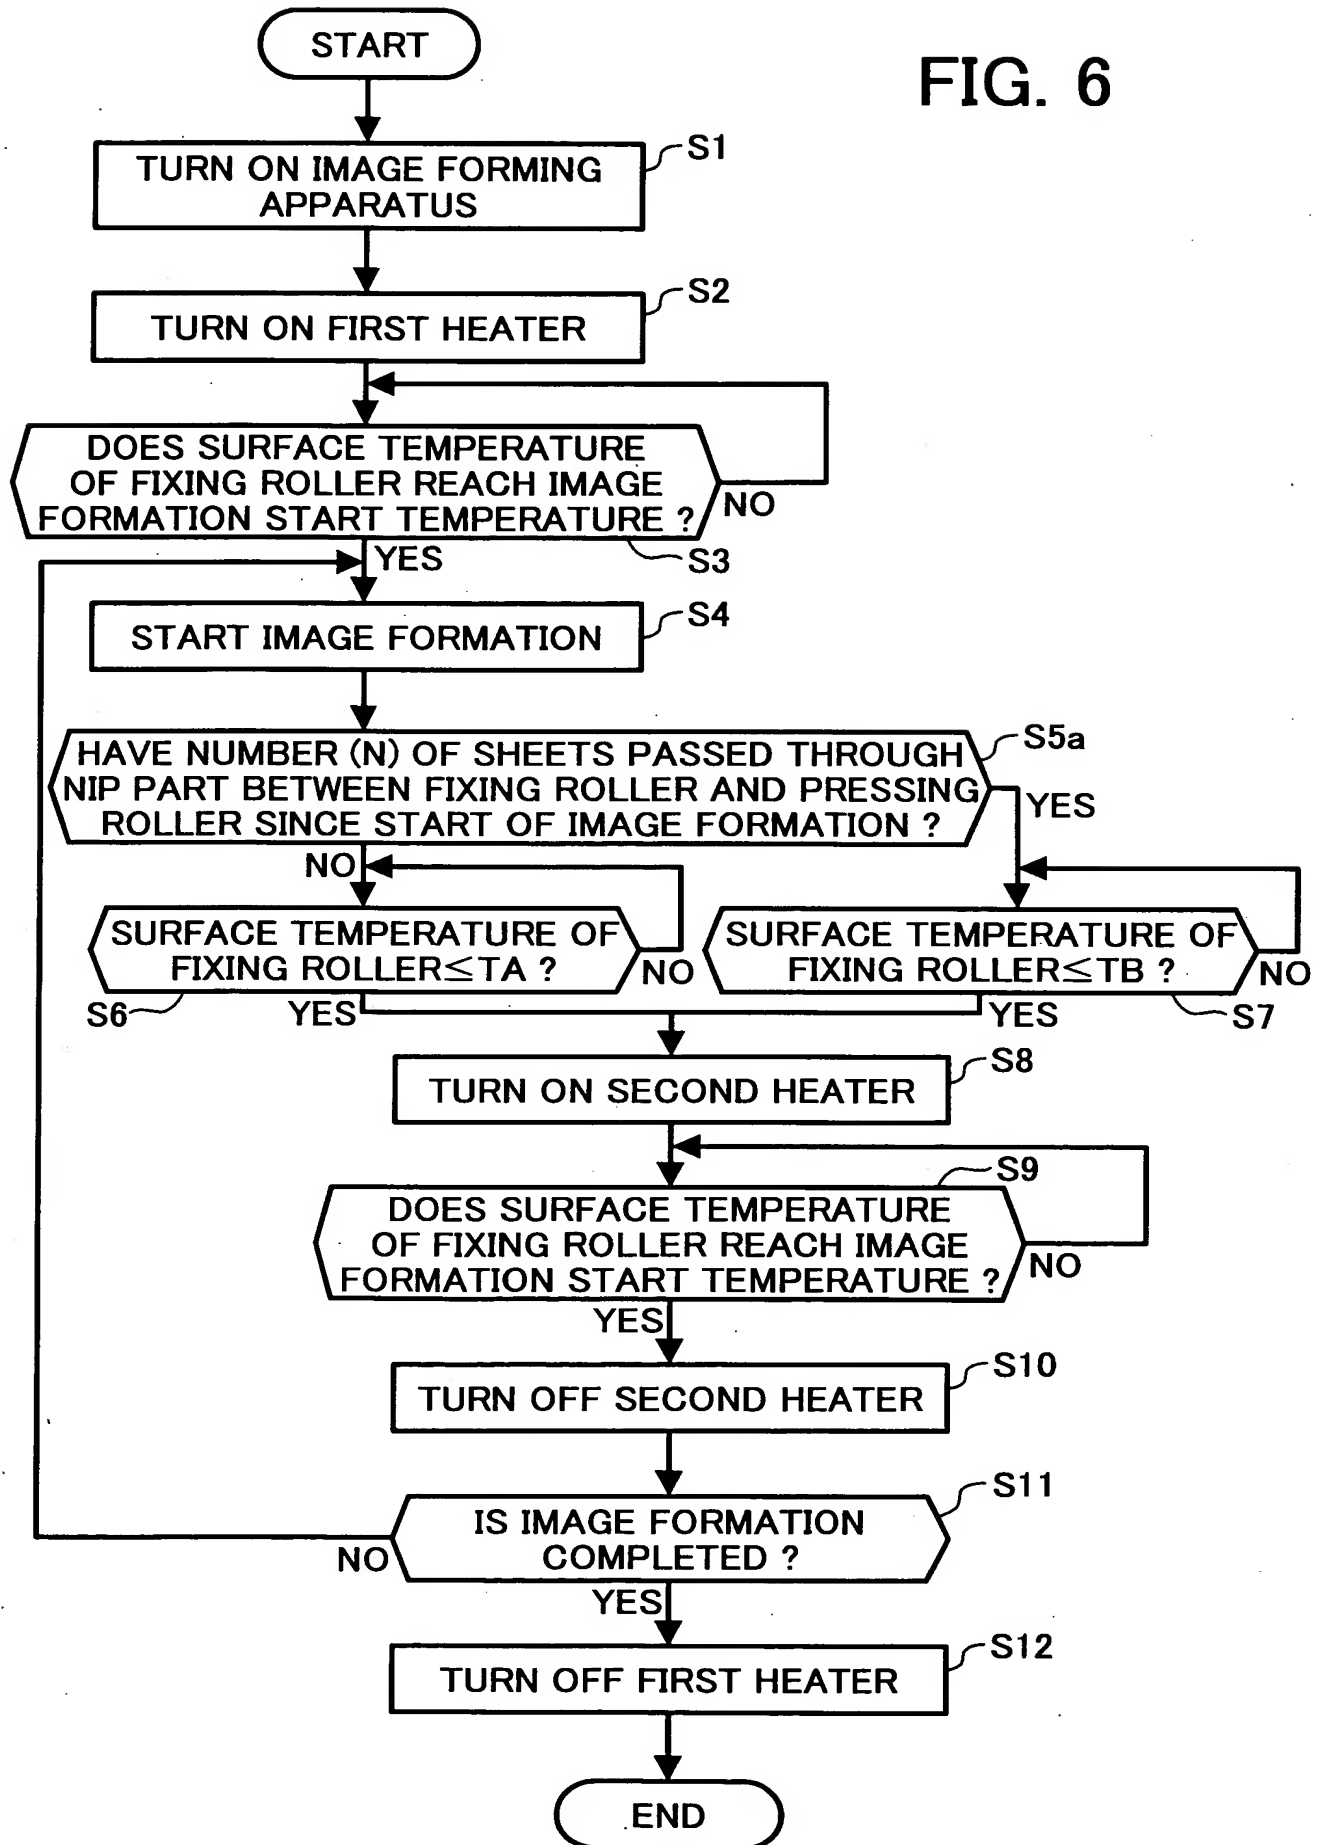 START
FIG. 6
S1
TURN ON IMAGE FORMING
APPARATUS
S2
TURN ON FIRST HEATER
DOES SURFACE TEMPERATURE
OF FIXING ROLLER REACH IMAGE
FORMATION START TEMPERATURE ?
NO
YES
S3
S4
START IMAGE FORMATION
S5a
HAVE NUMBER (N) OF SHEETS PASSED THROUGH
NIP PART BETWEEN FIXING ROLLER AND PRESSING
ROLLER SINCE START OF IMAGE FORMATION ?
YES
NO
SURFACE TEMPERATURE OF
FIXING ROLLER≦TA ?
NO
S6
YES
SURFACE TEMPERATURE OF
FIXING ROLLER≦TB ?
NO
YES
S7
S8
TURN ON SECOND HEATER
S9
DOES SURFACE TEMPERATURE
OF FIXING ROLLER REACH IMAGE
FORMATION START TEMPERATURE ?
NO
YES
S10
TURN OFF SECOND HEATER
S11
IS IMAGE FORMATION
COMPLETED ?
NO
YES
S12
TURN OFF FIRST HEATER
END